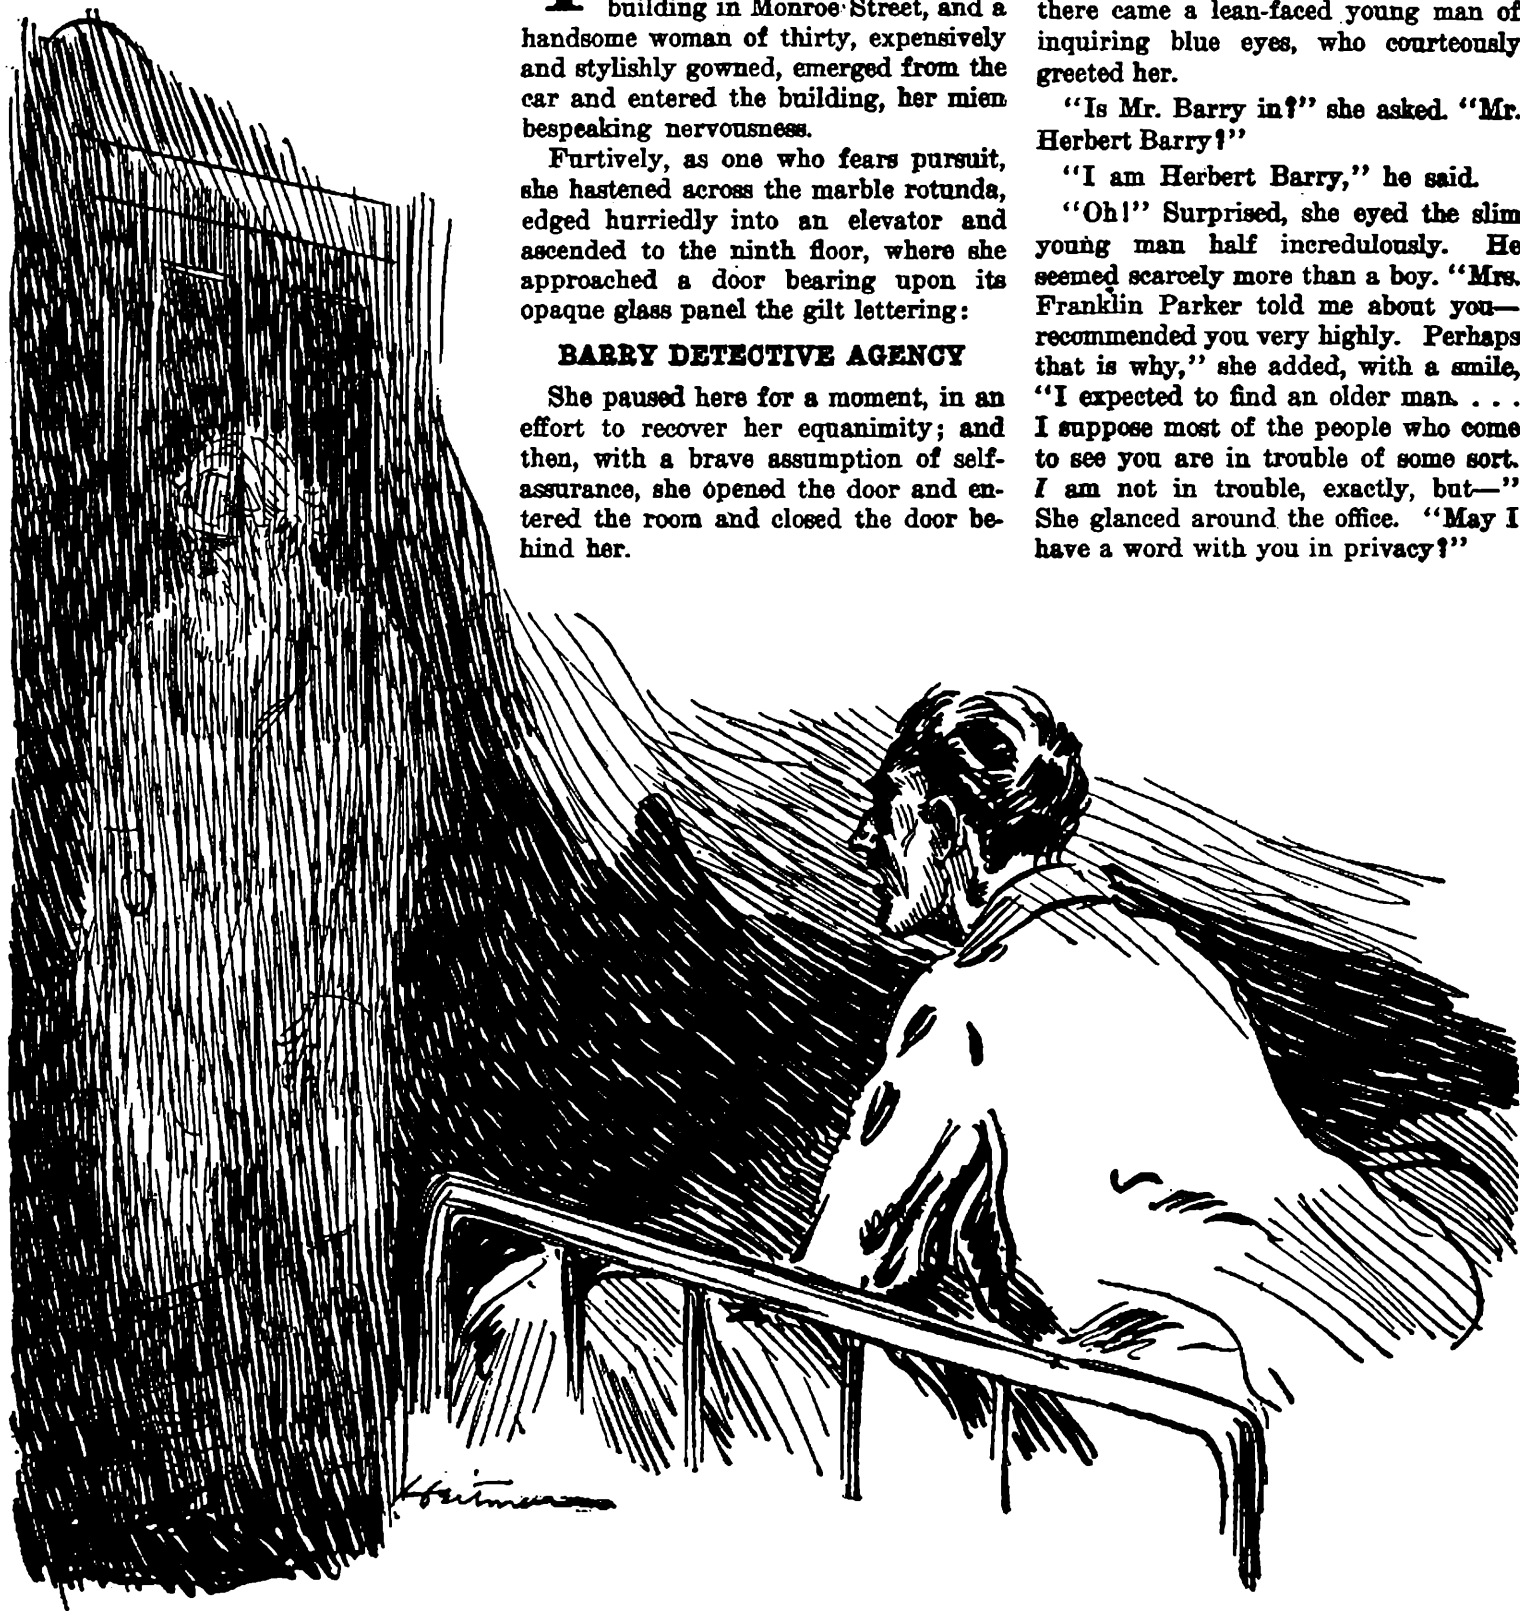 building in Monroe Street, and a
handsome woman of thirty, expensively
and stylishly gowned, emerged from the
car and entered the building, her mien
bespeaking nervousness.
Furtively, as one who fears pursuit,
she hastened across the marble rotunda,
edged hurriedly into an elevator and
ascended to the ninth floor, where she
approached a door bearing upon its
opaque glass panel the gilt lettering:
BARRY DETECTIVE AGENCY
She paused here for a moment, in an
effort to recover her equanimity; and
then, with a brave assumption of self-
assurance, she opened the door and en-
tered the room and closed the door be-
hind her.
there came a lean-faced young man of
inquiring blue eyes, who courteously
greeted her.
"Is Mr. Barry in?" she asked. "Mr.
Herbert Barry?"
"I am Herbert Barry," he said.
"Oh!" Surprised, she eyed the slim
young man half incredulously. He
seemed scarcely more than a boy. "Mrs.
Franklin Parker told me about you—
recommended you very highly. Perhaps
that is why," she added, with a smile,
"I expected to find an older man. . . .
I suppose most of the people who come
to see you are in trouble of some sort.
I am not in trouble, exactly, but—"
She glanced around the office. "May I
have a word with you in privacy?"
Heitman